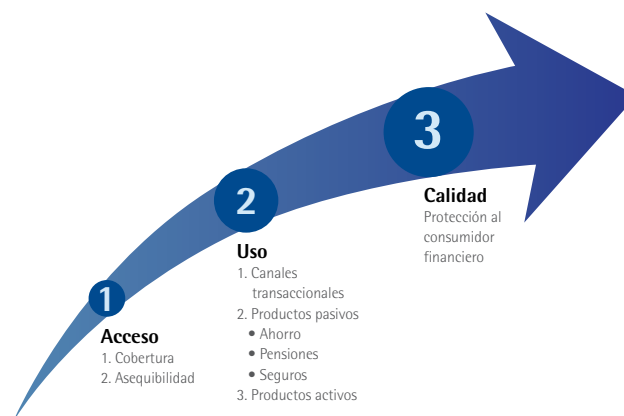 1
Acceso
1. Cobertura
2. Asequibilidad
2
Uso
1. Canales
transaccionales
2. Productos pasivos
• Ahorro
• Pensiones
• Seguros
3. Productos activos
3
Calidad
Protección al
consumidor
financiero